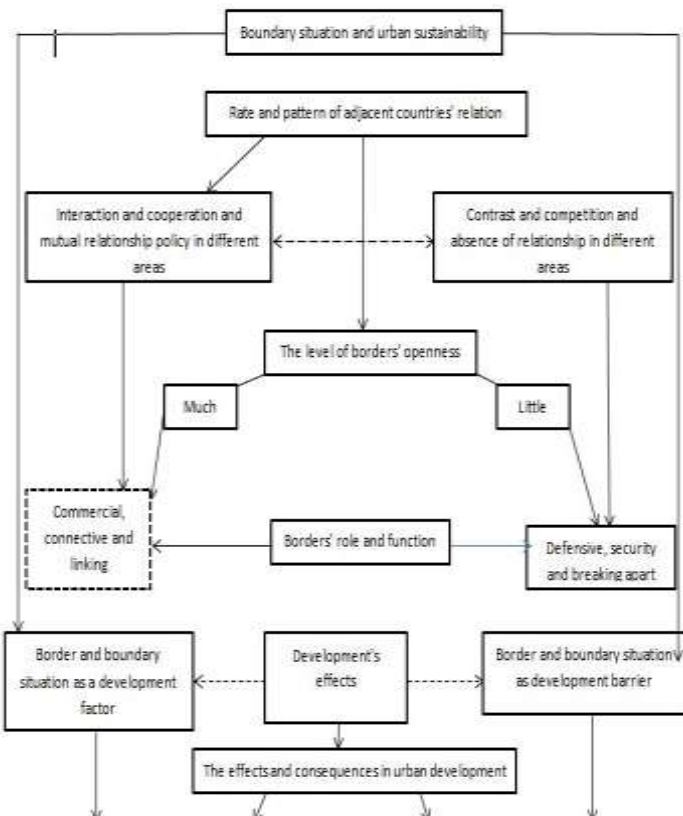 Boundary situation and urban sustainability
Rate and pattern of adjacent countries' relation
Interaction and cooperation and
mutual relationship policy in different
areas
Contrast and competition and
absence of relationship in different
areas
The level of borders' openness
Much
Little
Commercial,
connective and
linking
Borders' role and function
Defensive, security
and breaking apart
Border and boundary
situation as a development
factor
Development's
effects
Border and boundary situation
as development barrier
The effects and consequences in urban development